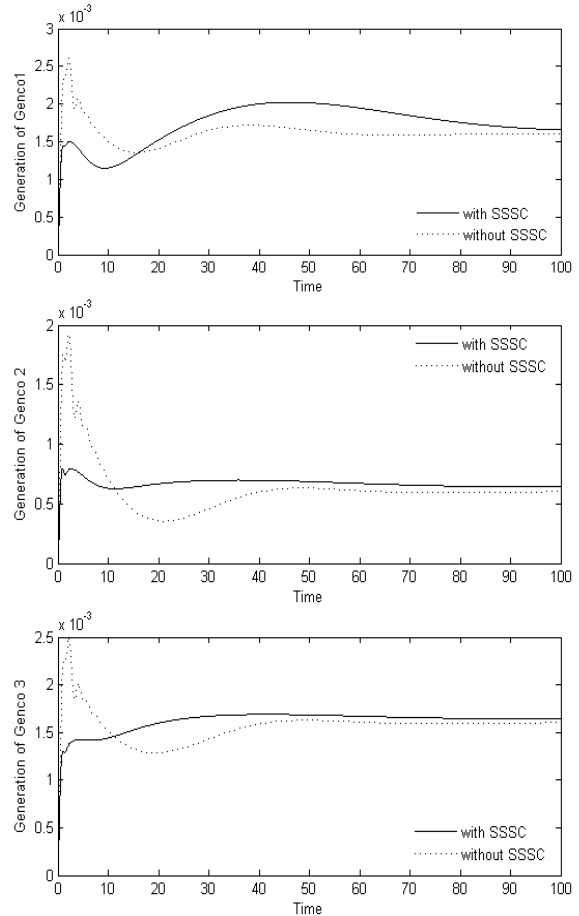 x 10⁻³
3
2.5
2
1.5
1
0.5
0
Generation of Genco1
with SSSC
without SSSC
0 10 20 30 40 50 60 70 80 90 100
Time
x 10⁻³
2
1.5
1
0.5
0
Generation of Genco 2
with SSSC
without SSSC
0 10 20 30 40 50 60 70 80 90 100
Time
x 10⁻³
2.5
2
1.5
1
0.5
0
Generation of Genco 3
with SSSC
without SSSC
0 10 20 30 40 50 60 70 80 90 100
Time